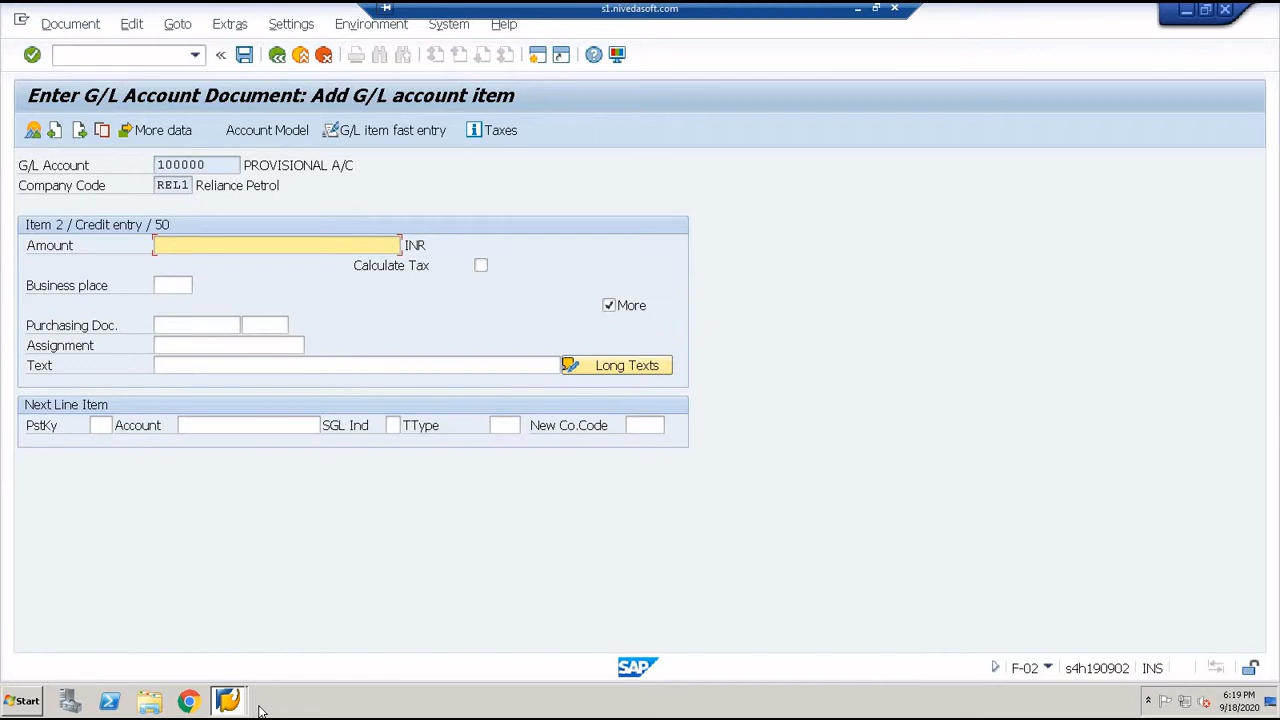 s1.nivedasoft.com
Document Edit Goto Extras Settings Environment System Help
Enter G/L Account Document: Add G/L account item
More data Account Model G/L item fast entry Taxes
G/L Account 100000 PROVISIONAL A/C
Company Code REL1 Reliance Petrol
Item 2 / Credit entry / 50
Amount INR
Calculate Tax
Business place
More
Purchasing Doc.
Assignment
Text Long Texts
Next Line Item
PstKy Account SGL Ind TType New Co.Code
SAP F-02 s4h190902 INS
Start 6:19 PM
9/18/2020